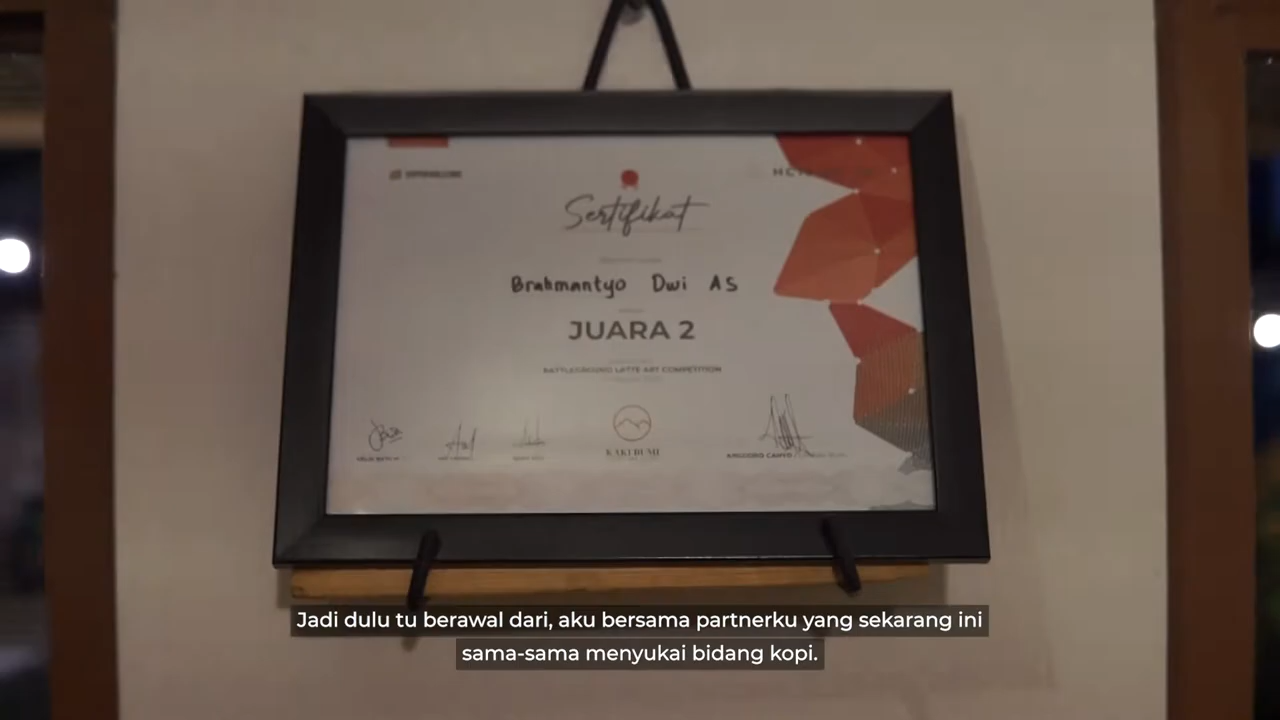 Sertifikat
Brahmantyo Dwi AS
JUARA 2
BATTLEGROUND LATTE ART COMPETITION
KAKI BUMI
Jadi dulu tu berawal dari, aku bersama partnerku yang sekarang ini
sama-sama menyukai bidang kopi.